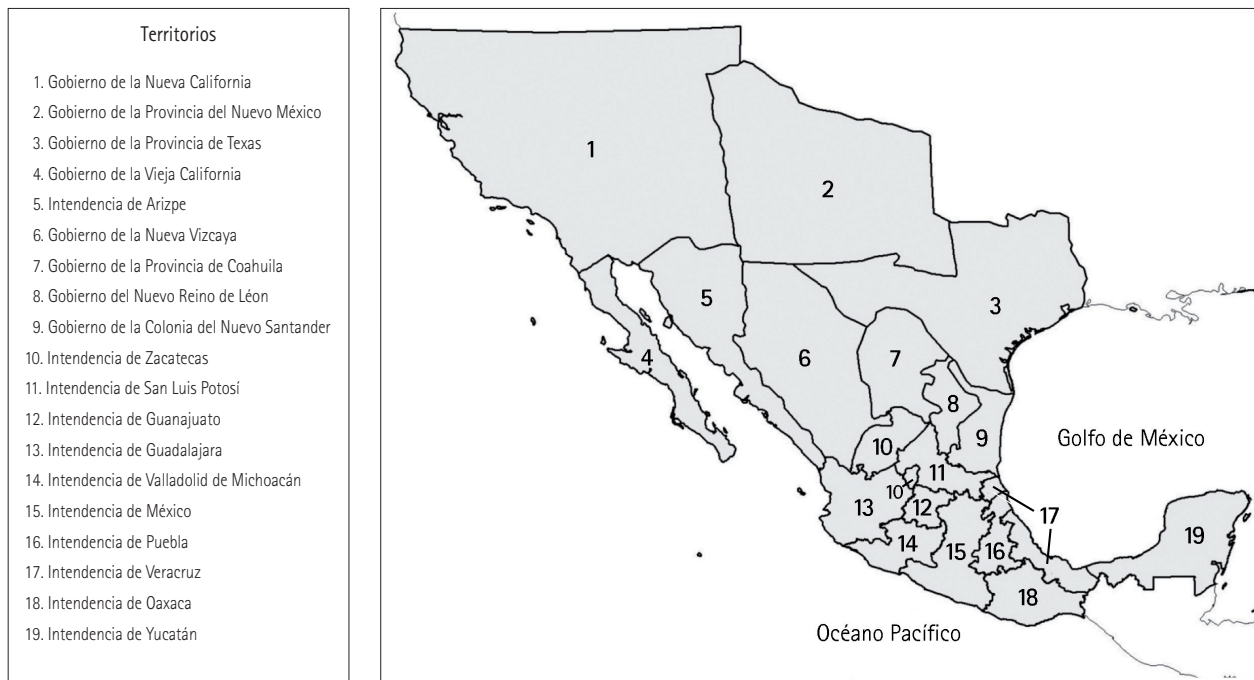 Territorios
1. Gobierno de la Nueva California
2. Gobierno de la Provincia del Nuevo México
3. Gobierno de la Provincia de Texas
4. Gobierno de la Vieja California
5. Intendencia de Arizpe
6. Gobierno de la Nueva Vizcaya
7. Gobierno de la Provincia de Coahuila
8. Gobierno del Nuevo Reino de Léon
9. Gobierno de la Colonia del Nuevo Santander
10. Intendencia de Zacatecas
11. Intendencia de San Luis Potosí
12. Intendencia de Guanajuato
13. Intendencia de Guadalajara
14. Intendencia de Valladolid de Michoacán
15. Intendencia de México
16. Intendencia de Puebla
17. Intendencia de Veracruz
18. Intendencia de Oaxaca
19. Intendencia de Yucatán
1
2
3
5
4
6
7
8
9
Golfo de México
10
11
10
12
13
17
19
14
15
16
18
Océano Pacífico